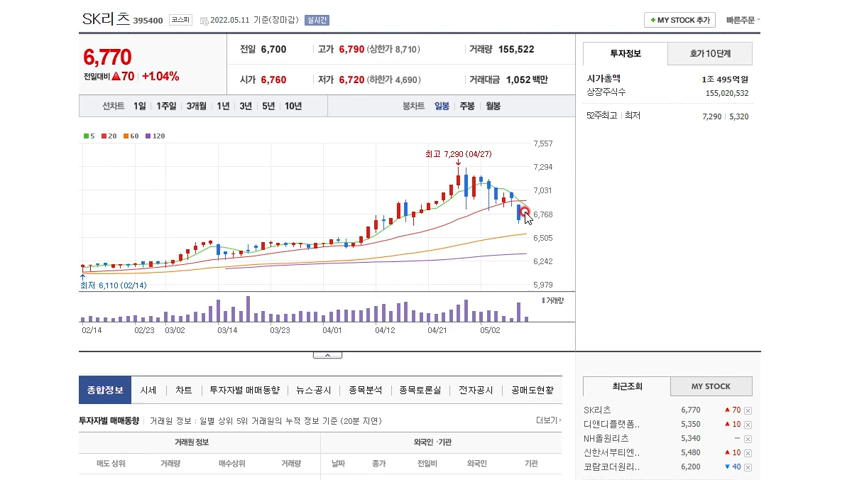 SK리츠 395400 코스피 2022.05.11 기준(장마감) 실시간 + MY STOCK 추가 빠른주문
6,770
전일대비 ▲70 +1.04%
전일 6,700 고가 6,790 (상한가 8,710) 거래량 155,522
시가 6,760 저가 6,720 (하한가 4,690) 거래대금 1,052 백만
투자정보 호가 10단계
시가총액 1조 495억원
상장주식수 155,020,532
52주최고 최저 7,290 5,320
선차트 1일 1주일 3개월 1년 3년 5년 10년 봉차트 일봉 주봉 월봉
5 20 60 120
7,557
최고 7,290 (04/27)
7,294
7,031
6,768
6,505
6,242
5,979
최저 6,110 (02/14)
거래량
02/14 02/23 03/02 03/14 03/23 04/01 04/12 04/21 05/02
종합정보 시세 차트 투자자별 매매동향 뉴스·공시 종목분석 종목토론실 전자공시 공매도현황
투자자별 매매동향 거래원 정보 : 일별 상위 5위 거래원의 누적 정보 기준 (20분 지연) 더보기
거래원 정보 외국인·기관
매도 상위 거래량 매수상위 거래량 날짜 종가 전일비 외국인 기관
최근조회 MY STOCK
SK리츠 6,770 ▲ 70
디앤디플랫폼.. 5,350 ▲ 10
NH올원리츠 5,340 –
신한서부티엔.. 5,480 ▲ 10
코람코더원리.. 6,200 ▼ 40